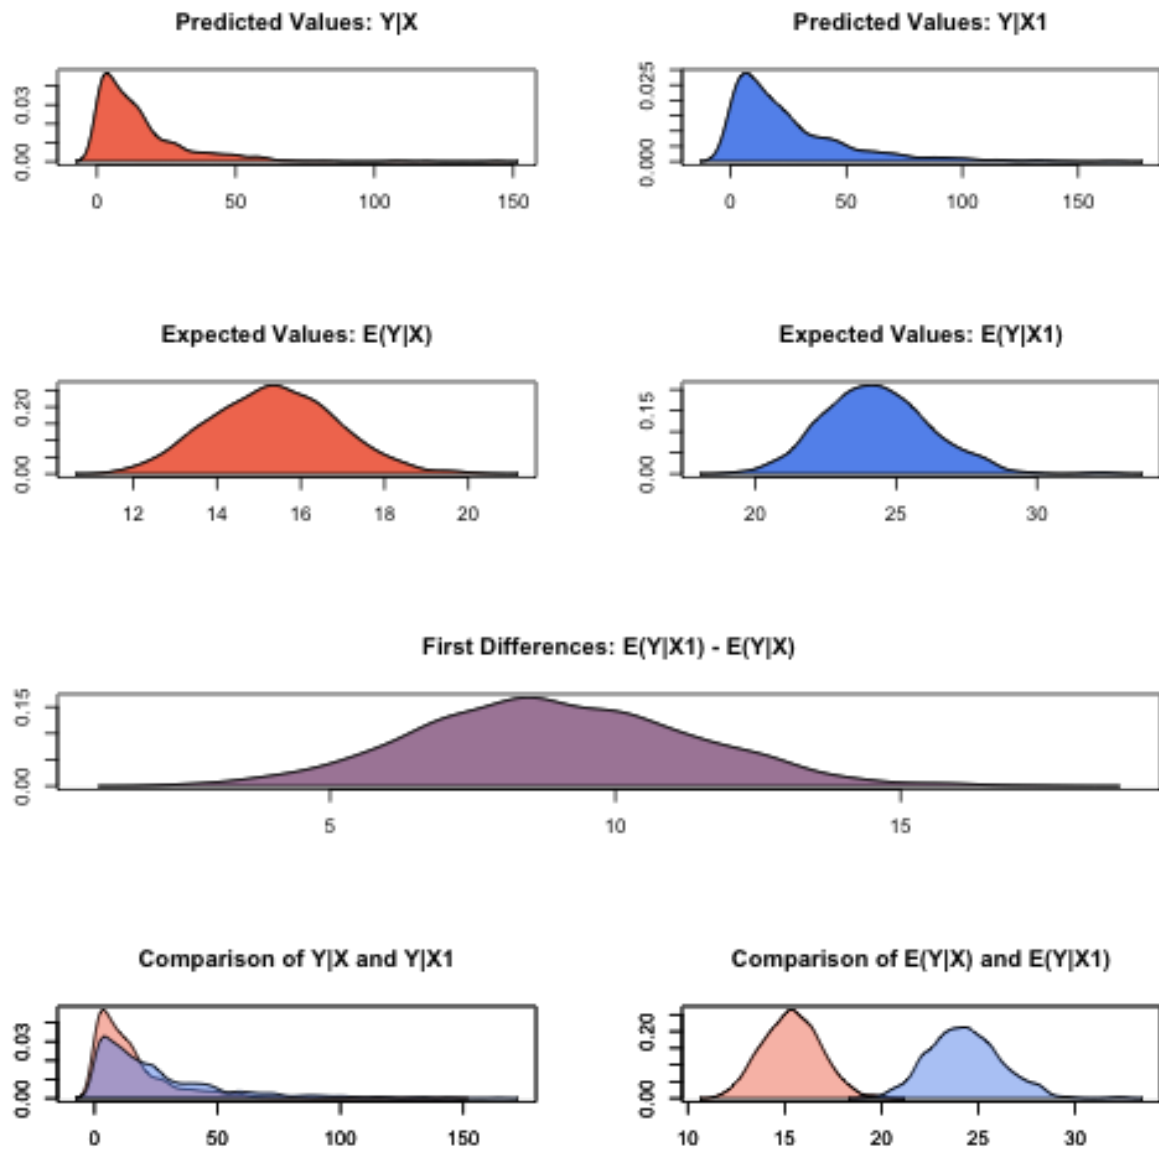 Predicted Values: Y|X
0.00 0.03
0 50 100 150
Predicted Values: Y|X1
0.000 0.025
0 50 100 150
Expected Values: E(Y|X)
0.00 0.20
12 14 16 18 20
Expected Values: E(Y|X1)
0.00 0.15
20 25 30
First Differences: E(Y|X1) - E(Y|X)
0.00 0.15
5 10 15
Comparison of Y|X and Y|X1
0.00 0.03
0 50 100 150
Comparison of E(Y|X) and E(Y|X1)
0.00 0.20
10 15 20 25 30